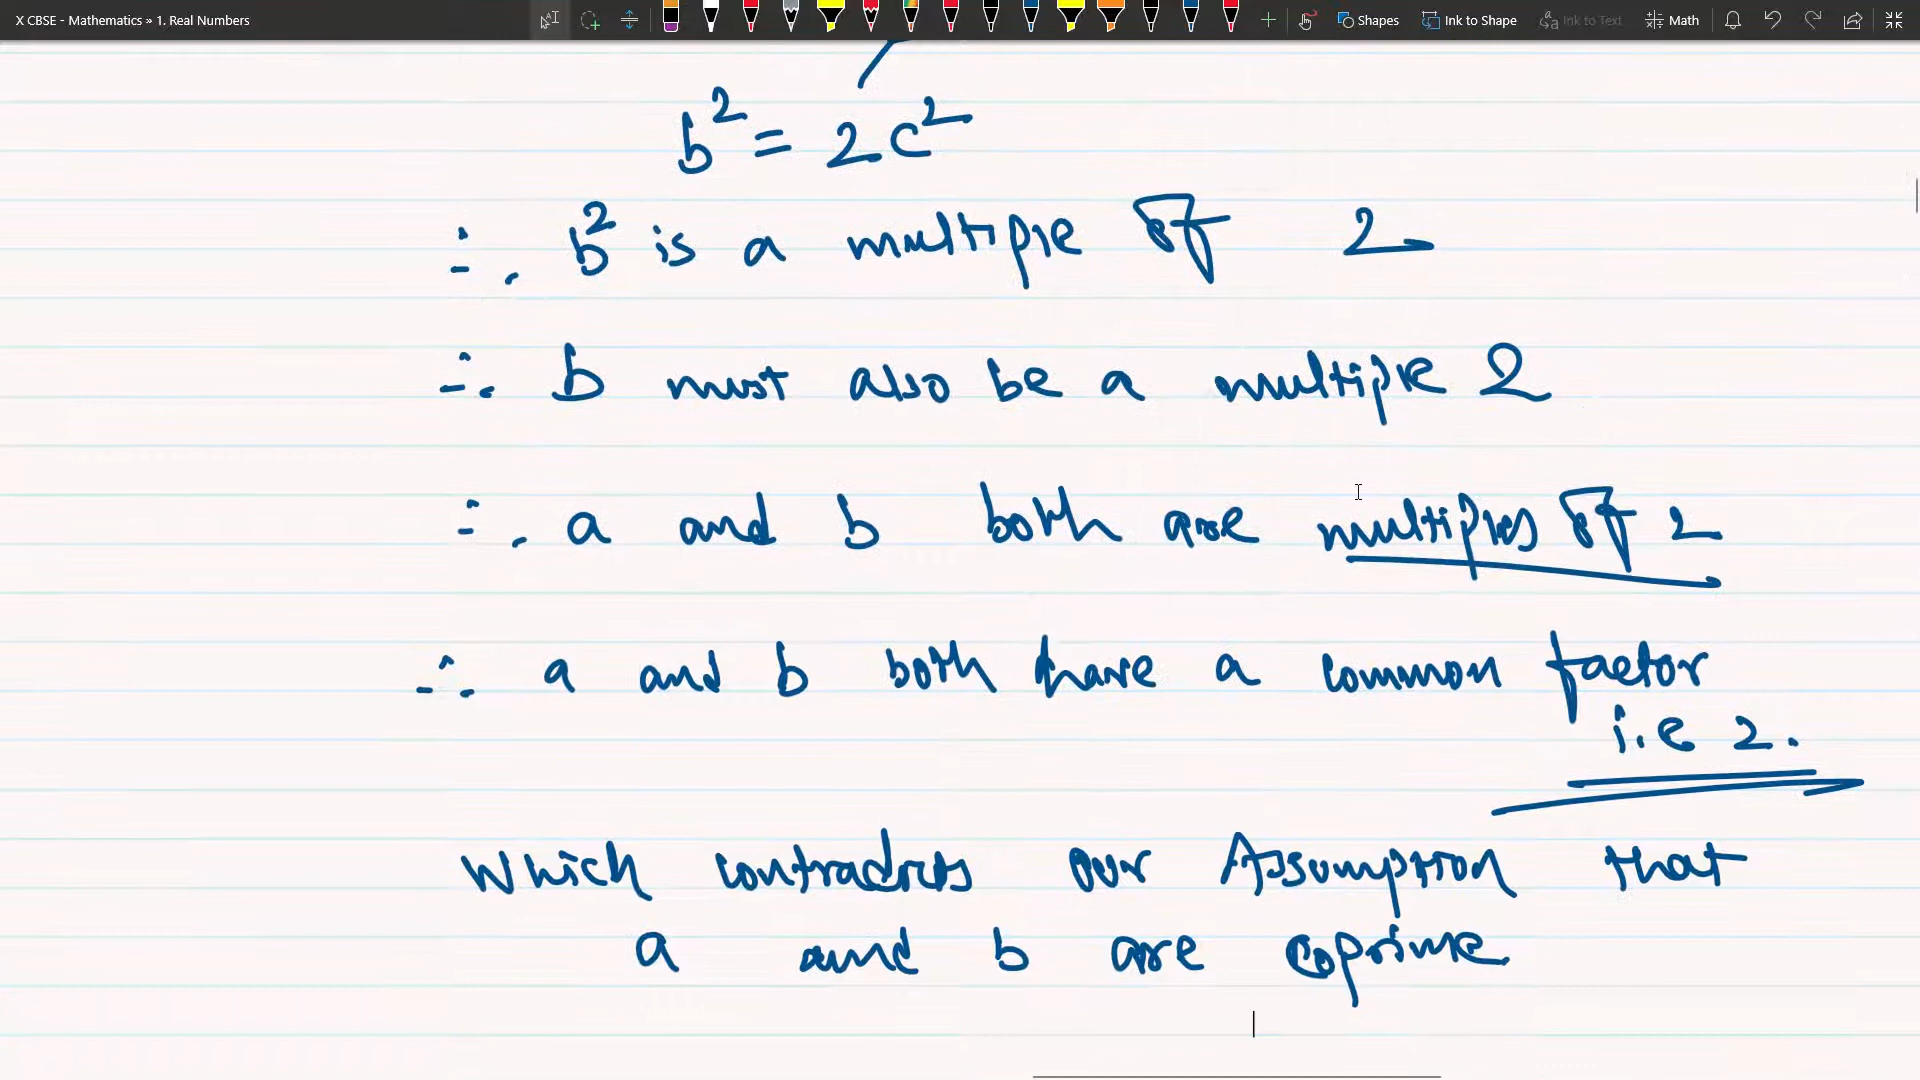 X CBSE - Mathematics » 1. Real Numbers
Shapes
Ink to Shape
Ink to Text
Math
b² = 2c²
∴ b² is a multiple of 2
∴ b must also be a multiple 2
∴ a and b both are multiples of 2
∴ a and b both have a common factor
i.e 2.
Which contradicts our Assumption that
a and b are coprime